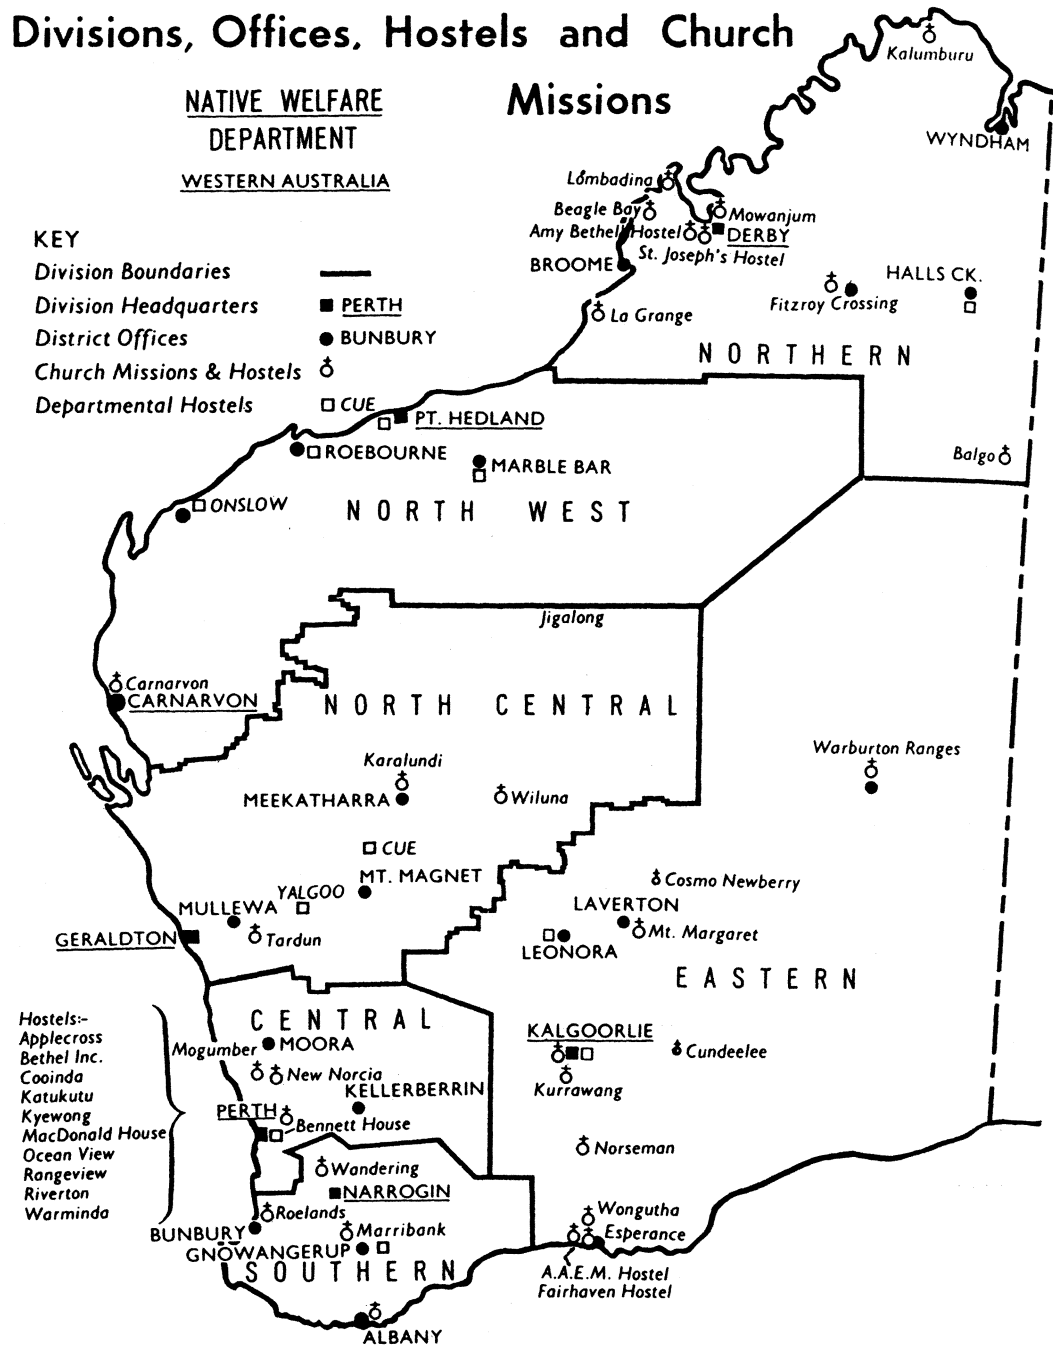 Divisions, Offices, Hostels and Church
Missions
NATIVE WELFARE
DEPARTMENT
WESTERN AUSTRALIA
KEY
Division Boundaries
Division Headquarters PERTH
District Offices BUNBURY
Church Missions & Hostels
Departmental Hostels CUE
Kalumburu
WYNDHAM
Lombadina
Beagle Bay
Mowanjum
Amy Bethel Hostel
DERBY
St. Joseph's Hostel
BROOME
HALLS CK.
Fitzroy Crossing
La Grange
NORTHERN
PT. HEDLAND
ROEBOURNE
MARBLE BAR
Balgo
ONSLOW
NORTH WEST
Jigalong
Carnarvon
CARNARVON
NORTH CENTRAL
Warburton Ranges
Karalundi
MEEKATHARRA
Wiluna
CUE
MT. MAGNET
YALGOO
Cosmo Newberry
MULLEWA
LAVERTON
GERALDTON
Tardun
Mt. Margaret
LEONORA
EASTERN
Hostels:-
Applecross
Bethel Inc.
Cooinda
Katukutu
Kyewong
MacDonald House
Ocean View
Rangeview
Riverton
Warminda
CENTRAL
Mogumber
MOORA
KALGOORLIE
Cundeelee
New Norcia
Kurrawang
KELLERBERRIN
PERTH
Bennett House
Norseman
Wandering
NARROGIN
Roelands
Wongutha
BUNBURY
Marribank
Esperance
GNOWANGERUP
SOUTHERN
A.A.E.M. Hostel
Fairhaven Hostel
ALBANY